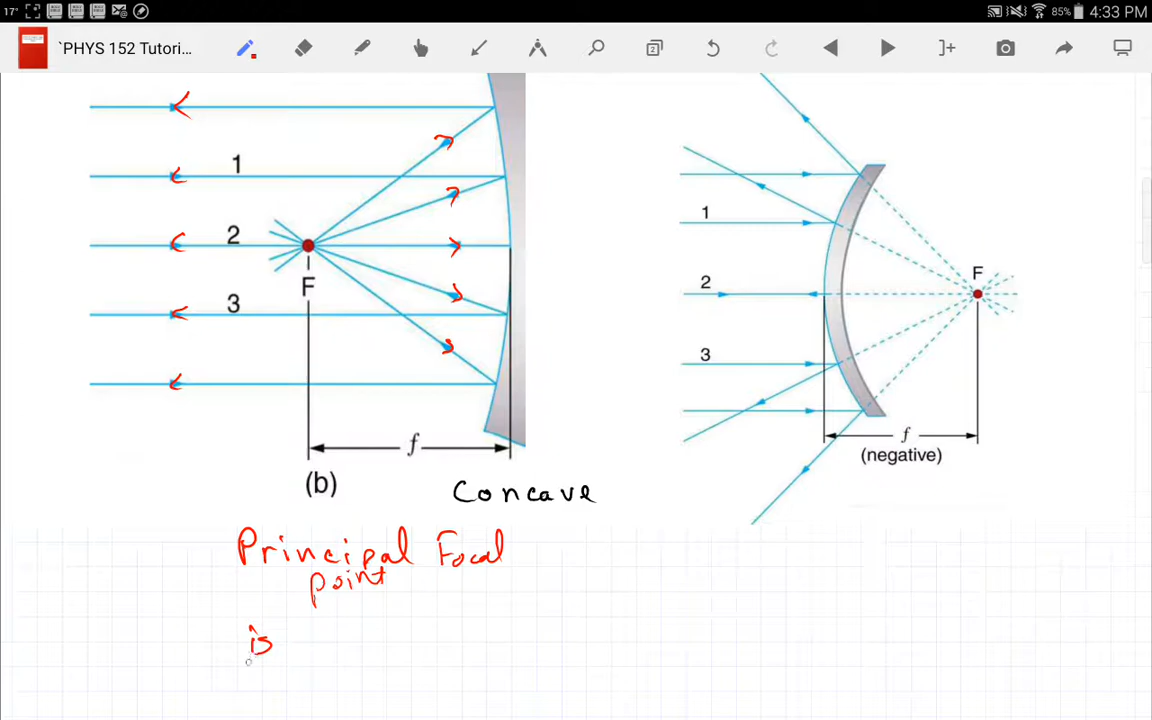 17°
85%
4:33 PM
`PHYS 152 Tutori...
2
1
2
F
3
f
(b)
Concave
Principal Focal
point
is
1
F
2
3
f
(negative)